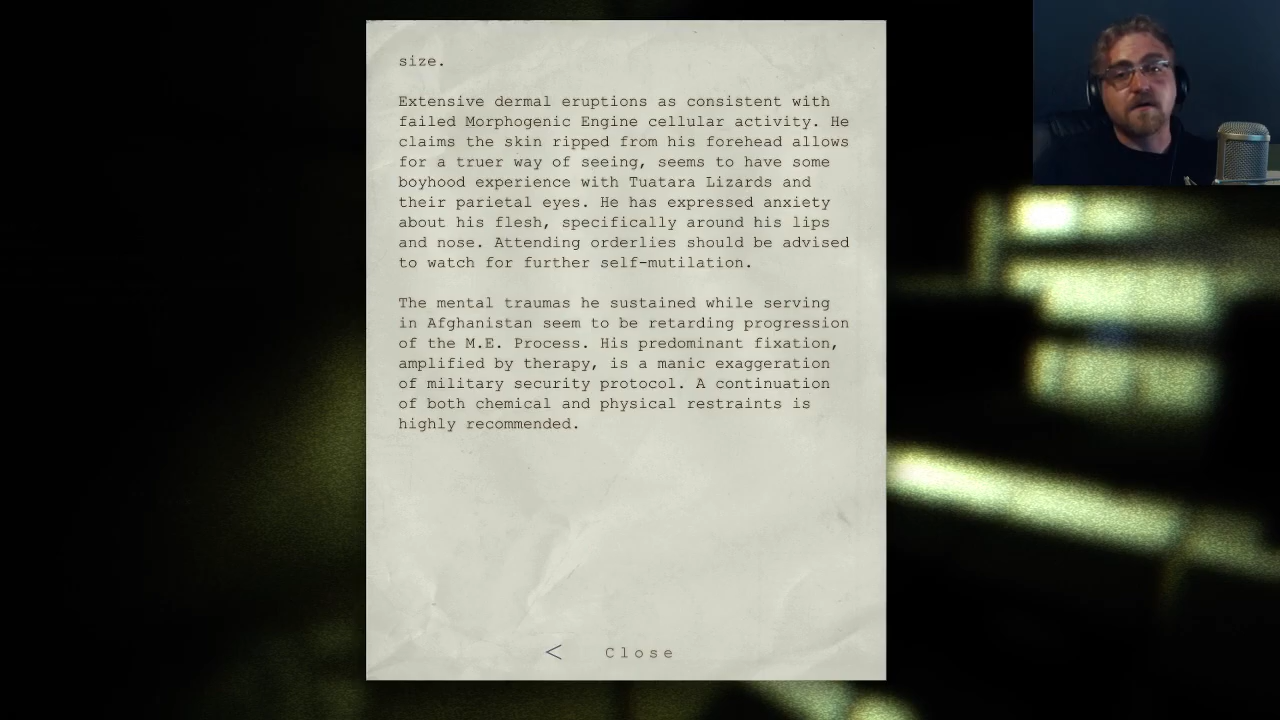 size.
Extensive dermal eruptions as consistent with
failed Morphogenic Engine cellular activity. He
claims the skin ripped from his forehead allows
for a truer way of seeing, seems to have some
boyhood experience with Tuatara Lizards and
their parietal eyes. He has expressed anxiety
about his flesh, specifically around his lips
and nose. Attending orderlies should be advised
to watch for further self-mutilation.
The mental traumas he sustained while serving
in Afghanistan seem to be retarding progression
of the M.E. Process. His predominant fixation,
amplified by therapy, is a manic exaggeration
of military security protocol. A continuation
of both chemical and physical restraints is
highly recommended.
< Close